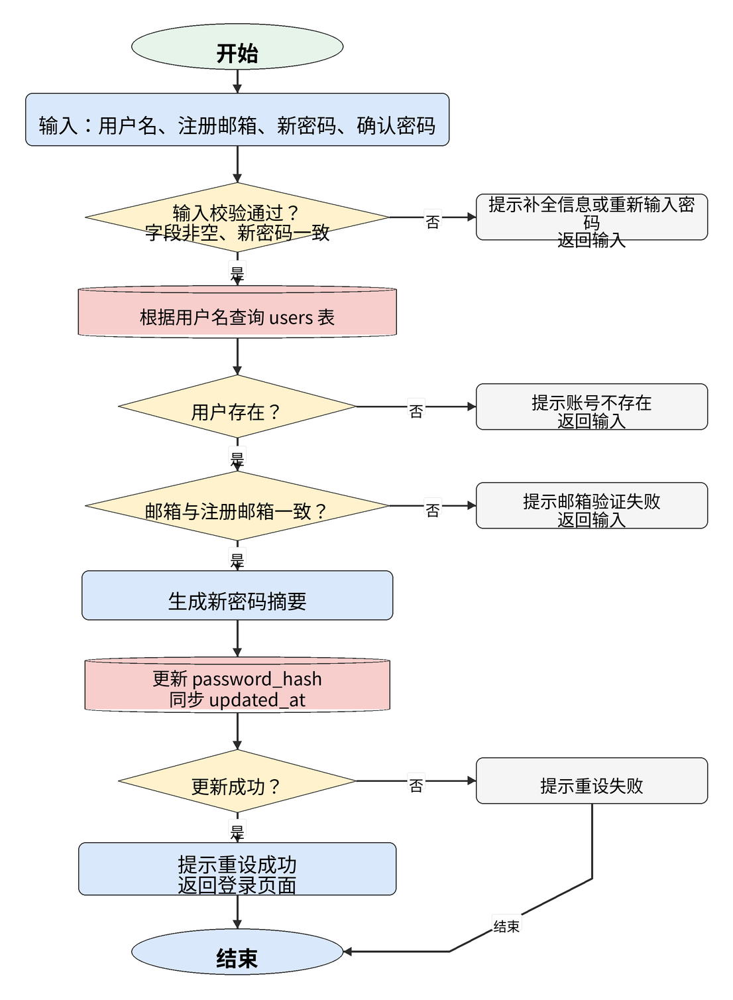 开始
输入：用户名、注册邮箱、新密码、确认密码
输入校验通过？
字段非空、新密码一致
否
提示补全信息或重新输入密
码
返回输入
是
根据用户名查询 users 表
用户存在？
否
提示账号不存在
返回输入
是
邮箱与注册邮箱一致？
否
提示邮箱验证失败
返回输入
是
生成新密码摘要
更新 password_hash
同步 updated_at
更新成功？
否
提示重设失败
是
提示重设成功
返回登录页面
结束
结束